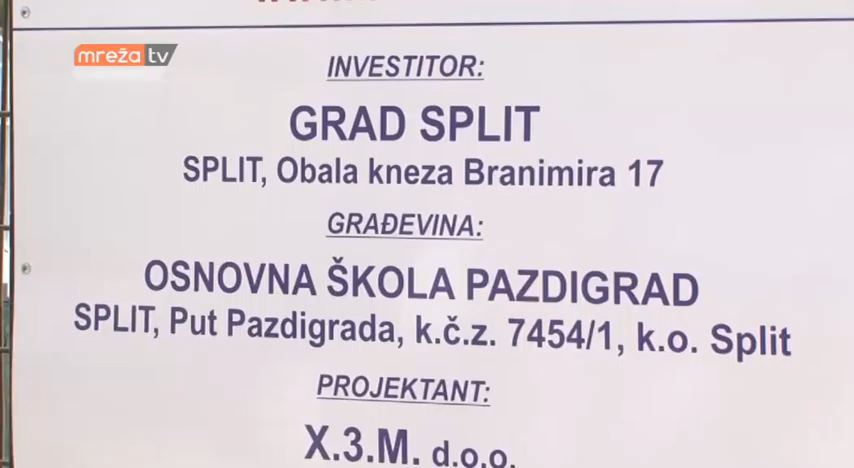 mreža tv
INVESTITOR:
GRAD SPLIT
SPLIT, Obala kneza Branimira 17
GRAĐEVINA:
OSNOVNA ŠKOLA PAZDIGRAD
SPLIT, Put Pazdigrada, k.č.z. 7454/1, k.o. Split
PROJEKTANT:
X.3.M. d.o.o.